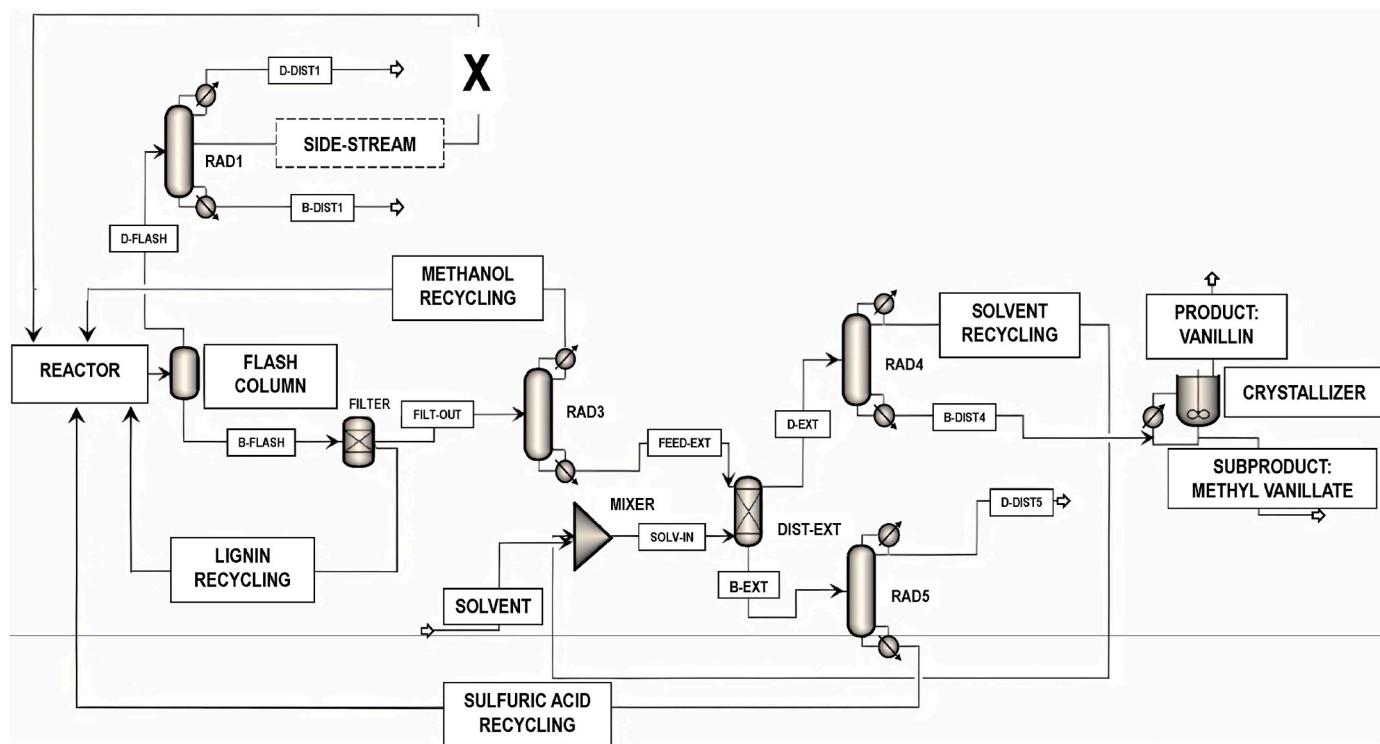 D-DIST1
X
SIDE-STREAM
RAD1
B-DIST1
D-FLASH
METHANOL
RECYCLING
SOLVENT
RECYCLING
PRODUCT:
VANILLIN
REACTOR
FLASH
COLUMN
RAD3
RAD4
CRYSTALLIZER
FILTER
FILT-OUT
D-EXT
B-DIST4
B-FLASH
FEED-EXT
SUBPRODUCT:
METHYL VANILLATE
MIXER
D-DIST5
DIST-EXT
SOLV-IN
LIGNIN
RECYCLING
B-EXT
RAD5
SOLVENT
SULFURIC ACID
RECYCLING